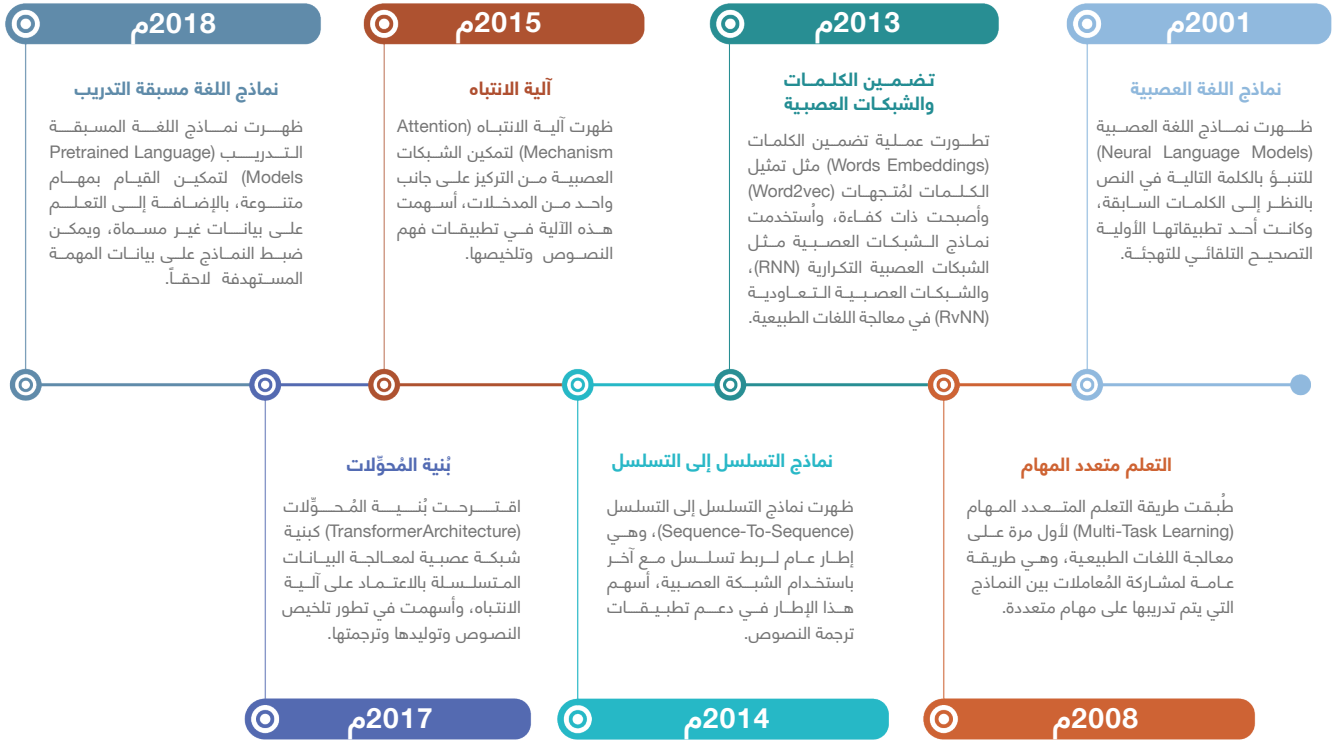 2001م
نماذج اللغة العصبية
ظهرت نماذج اللغة العصبية
(Neural Language Models)
للتنبؤ بالكلمة التالية في النص
بالنظر إلى الكلمات السابقة،
وكانت أحد تطبيقاتها الأولية
التصحيح التلقائي للتهجئة.
2008م
التعلم متعدد المهام
طُبقت طريقة التعلم المتعدد المهام
(Multi-Task Learning) لأول مرة على
معالجة اللغات الطبيعية، وهي طريقة
عامة لمشاركة المُعاملات بين النماذج
التي يتم تدريبها على مهام متعددة.
2013م
تضمين الكلمات
والشبكات العصبية
تطورت عملية تضمين الكلمات
(Words Embeddings) مثل تمثيل
الكلمات لمُتجهات (Word2vec)
وأصبحت ذات كفاءة، واُستخدمت
نماذج الشبكات العصبية مثل
الشبكات العصبية التكرارية (RNN)،
والشبكات العصبية التعاودية
(RvNN) في معالجة اللغات الطبيعية.
2014م
نماذج التسلسل إلى التسلسل
ظهرت نماذج التسلسل إلى التسلسل
(Sequence-To-Sequence)، وهي
إطار عام لربط تسلسل مع آخر
باستخدام الشبكة العصبية، أسهم
هذا الإطار في دعم تطبيقات
ترجمة النصوص.
2015م
آلية الانتباه
ظهرت آلية الانتباه (Attention
Mechanism) لتمكين الشبكات
العصبية من التركيز على جانب
واحد من المدخلات، أسهمت
هذه الآلية في تطبيقات فهم
النصوص وتلخيصها.
2017م
بُنية المُحوِّلات
اقترحت بُنية المُحوِّلات
(TransformerArchitecture) كبنية
شبكة عصبية لمعالجة البيانات
المتسلسلة بالاعتماد على آلية
الانتباه، وأسهمت في تطور تلخيص
النصوص وتوليدها وترجمتها.
2018م
نماذج اللغة مسبقة التدريب
ظهرت نماذج اللغة المسبقة
التدريب (Pretrained Language
Models) لتمكين القيام بمهام
متنوعة، بالإضافة إلى التعلم
على بيانات غير مسماة، ويمكن
ضبط النماذج على بيانات المهمة
المستهدفة لاحقاً.